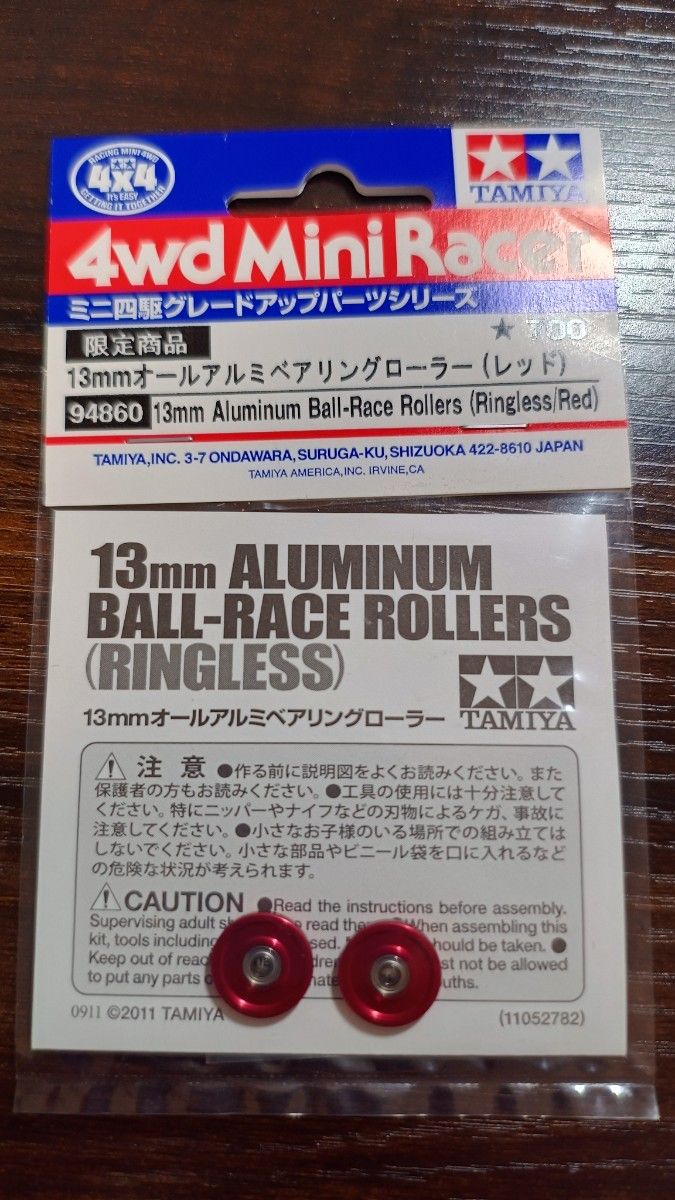 RACING MINI 4WD
4x4
It's EASY
GETTING IT TOGETHER
TAMIYA
4wd Mini Racer
ミニ四駆グレードアップパーツシリーズ
★ 700
限定商品
13mmオールアルミベアリングローラー(レッド)
94860 13mm Aluminum Ball-Race Rollers (Ringless/Red)
TAMIYA,INC. 3-7 ONDAWARA,SURUGA-KU,SHIZUOKA 422-8610 JAPAN
TAMIYA AMERICA,INC. IRVINE,CA
13mm ALUMINUM
BALL-RACE ROLLERS
(RINGLESS)
13mmオールアルミベアリングローラー
TAMIYA
注 意 ●作る前に説明図をよくお読みください。また
保護者の方もお読みください。●工具の使用には十分注意して
ください。特にニッパーやナイフなどの刃物によるケガ、事故に
注意してください。●小さなお子様のいる場所での組み立ては
しないでください。小さな部品やビニール袋を口に入れるなど
の危険な状況が考えられます。
CAUTION ●Read the instructions before assembly.
Supervising adult read When assembling this
kit, tools including should be taken. ●
Keep out of not be allowed
to put any parts
0911 ©2011 TAMIYA
(11052782)